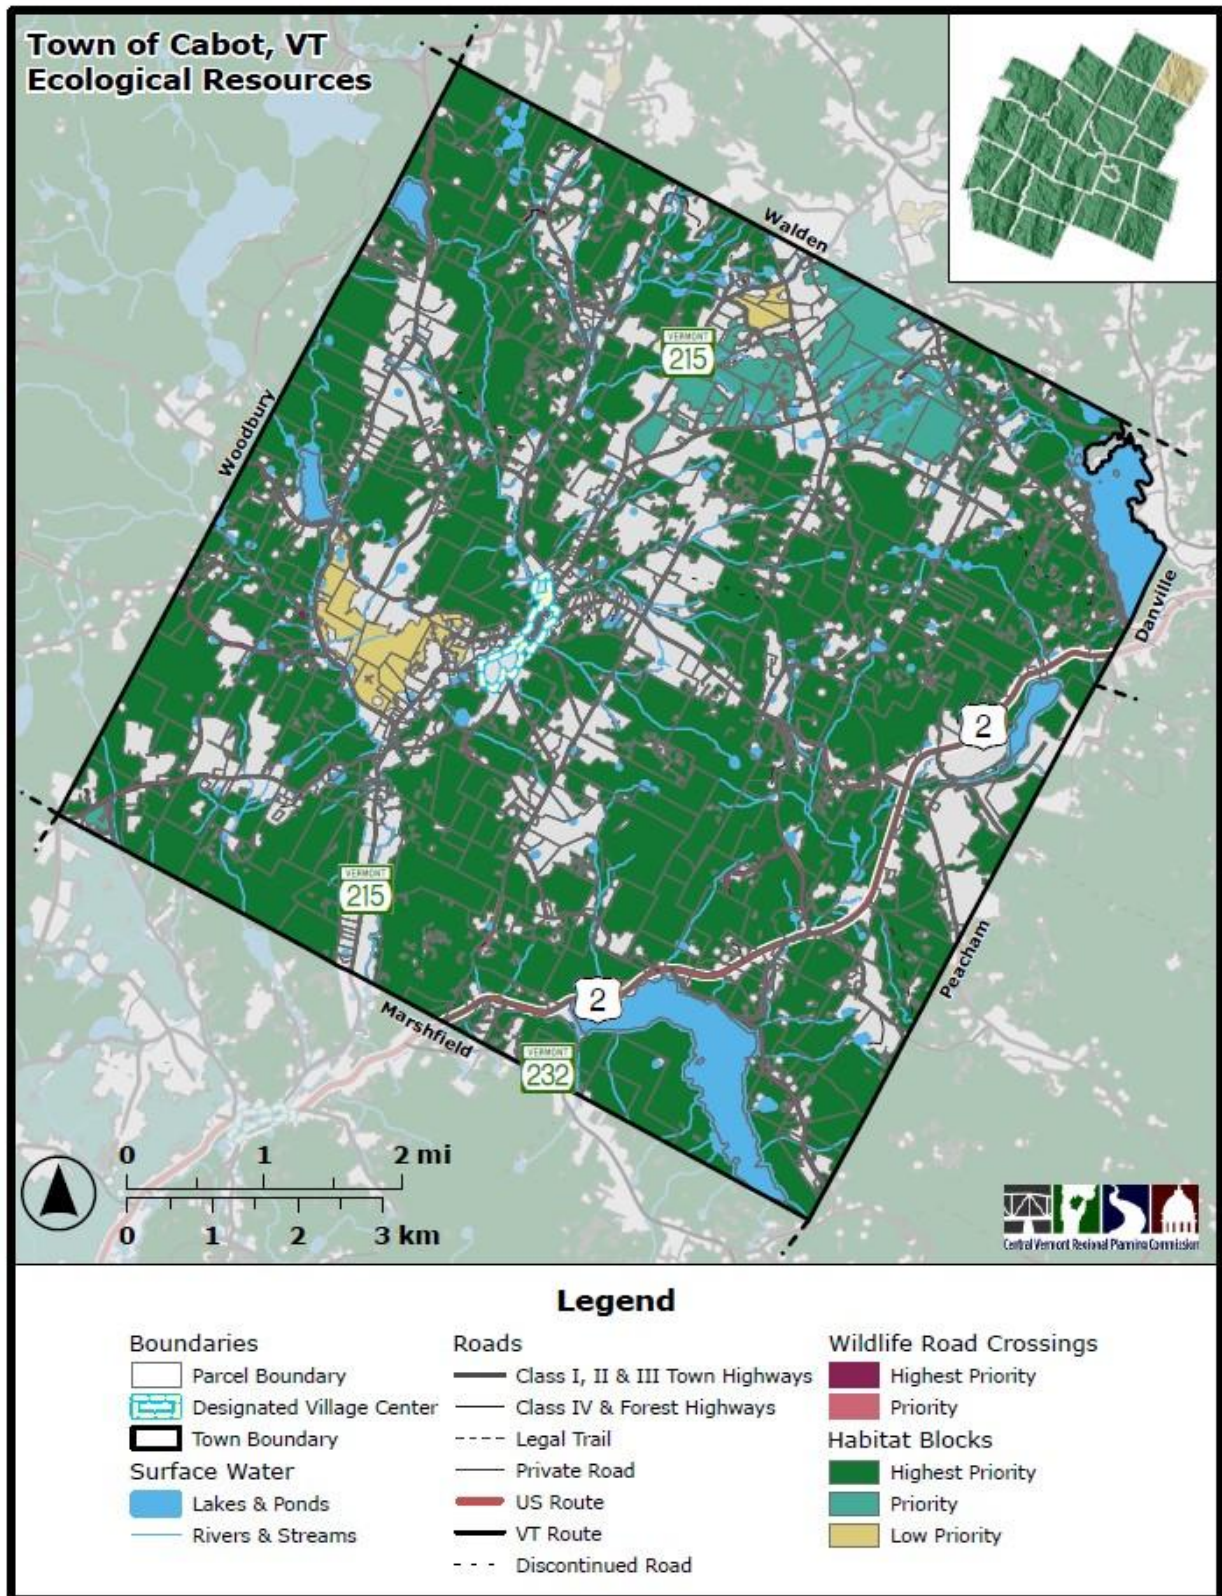 Town of Cabot, VT
Ecological Resources
Walden
VERMONT
215
Woodbury
Danville
2
VERMONT
215
Peacham
2
Marshfield
VERMONT
232
0 1 2 mi
0 1 2 3 km
Central Vermont Regional Planning Commission
Legend
Boundaries
Parcel Boundary
Designated Village Center
Town Boundary
Surface Water
Lakes & Ponds
Rivers & Streams
Roads
Class I, II & III Town Highways
Class IV & Forest Highways
Legal Trail
Private Road
US Route
VT Route
Discontinued Road
Wildlife Road Crossings
Highest Priority
Priority
Habitat Blocks
Highest Priority
Priority
Low Priority